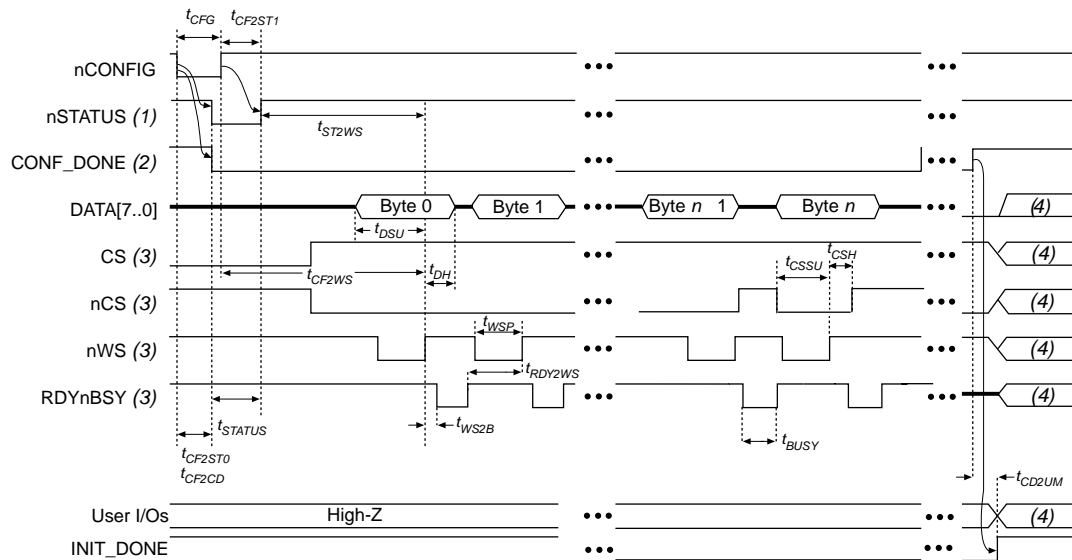 tCFG tCF2ST1
nCONFIG
nSTATUS (1)
tST2WS
CONF_DONE (2)
DATA[7..0] Byte 0 Byte 1 Byte n 1 Byte n (4)
tDSU
CS (3) (4)
tCF2WS tDH tCSSU tCSH
nCS (3) (4)
tWSP
nWS (3) (4)
tRDY2WS
RDYnBSY (3) (4)
tSTATUS tWS2B tBUSY
tCF2ST0
tCF2CD
tCD2UM
User I/Os High-Z (4)
INIT_DONE